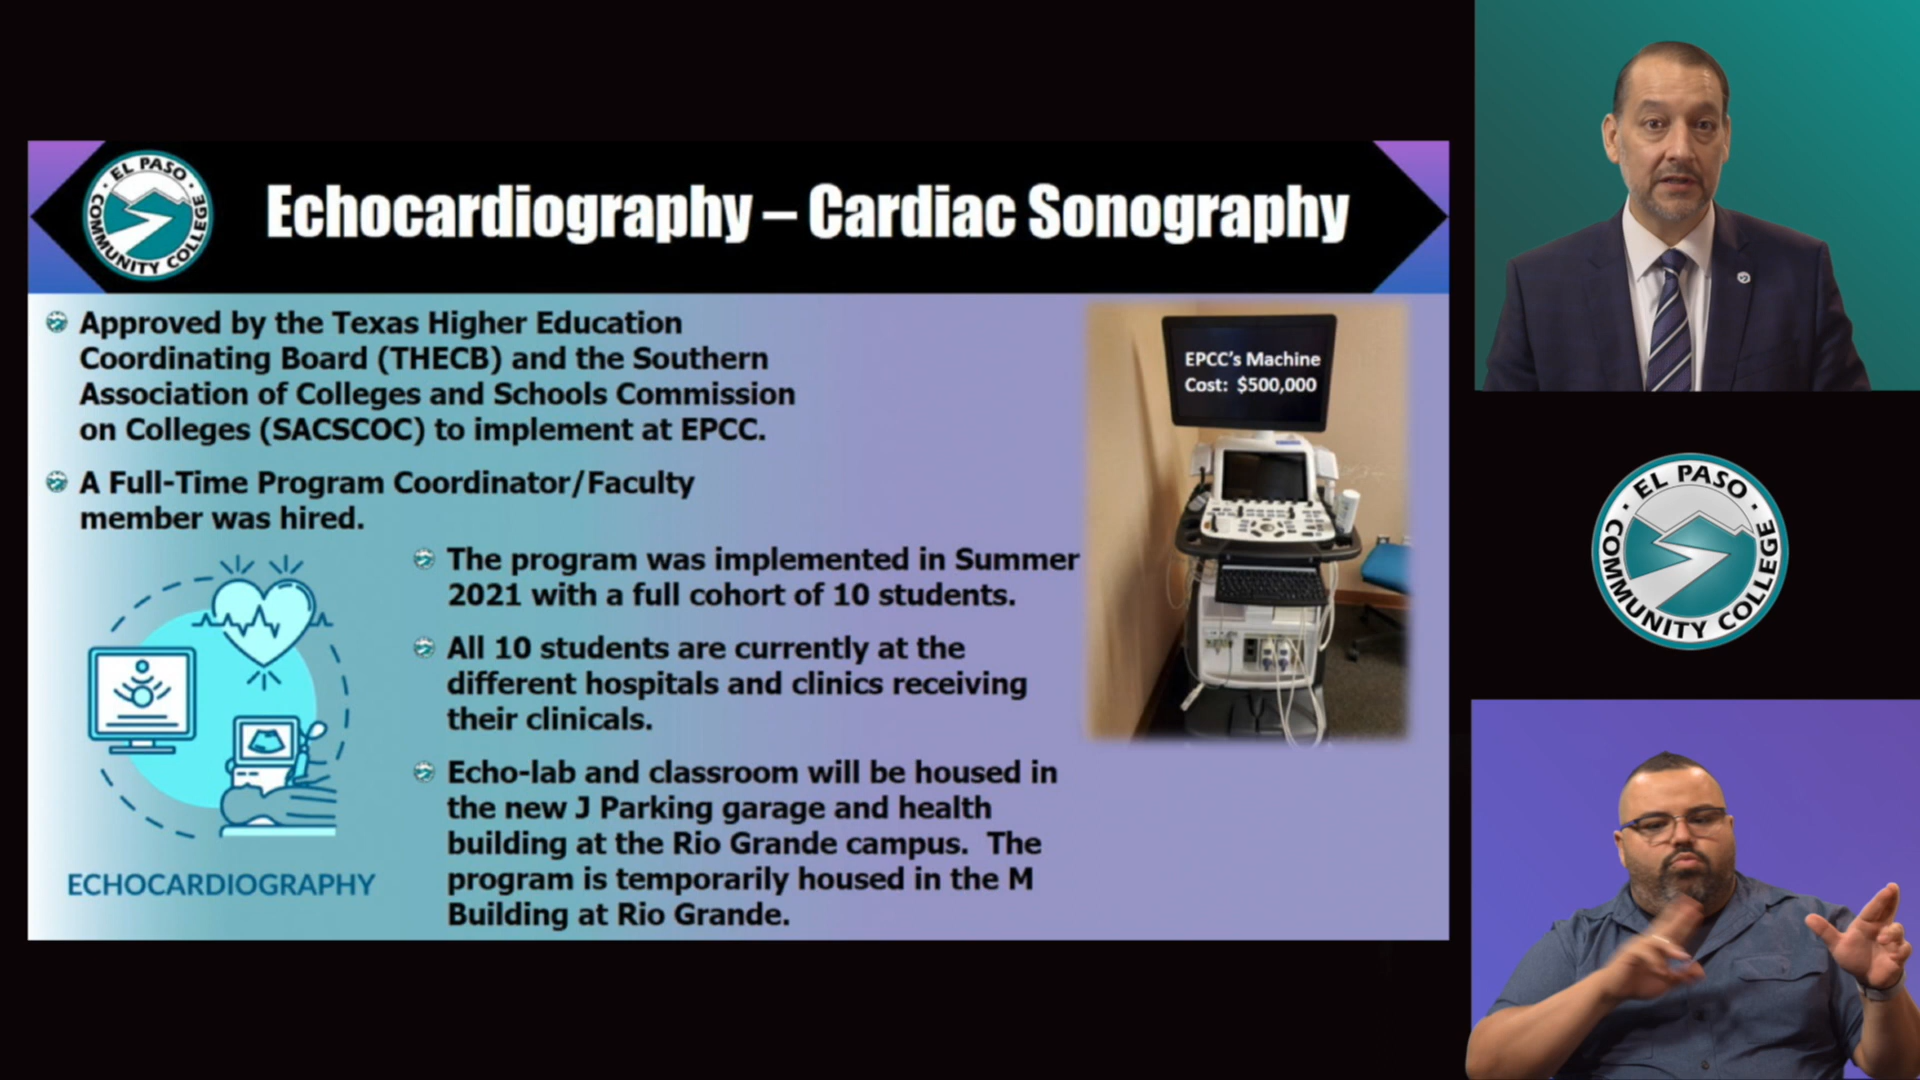 EL PASO
COMMUNITY COLLEGE
Echocardiography – Cardiac Sonography
Approved by the Texas Higher Education
Coordinating Board (THECB) and the Southern
Association of Colleges and Schools Commission
on Colleges (SACSCOC) to implement at EPCC.
A Full-Time Program Coordinator/Faculty
member was hired.
The program was implemented in Summer
2021 with a full cohort of 10 students.
All 10 students are currently at the
different hospitals and clinics receiving
their clinicals.
Echo-lab and classroom will be housed in
the new J Parking garage and health
building at the Rio Grande campus. The
program is temporarily housed in the M
Building at Rio Grande.
ECHOCARDIOGRAPHY
EPCC's Machine
Cost: $500,000
EL PASO
COMMUNITY COLLEGE